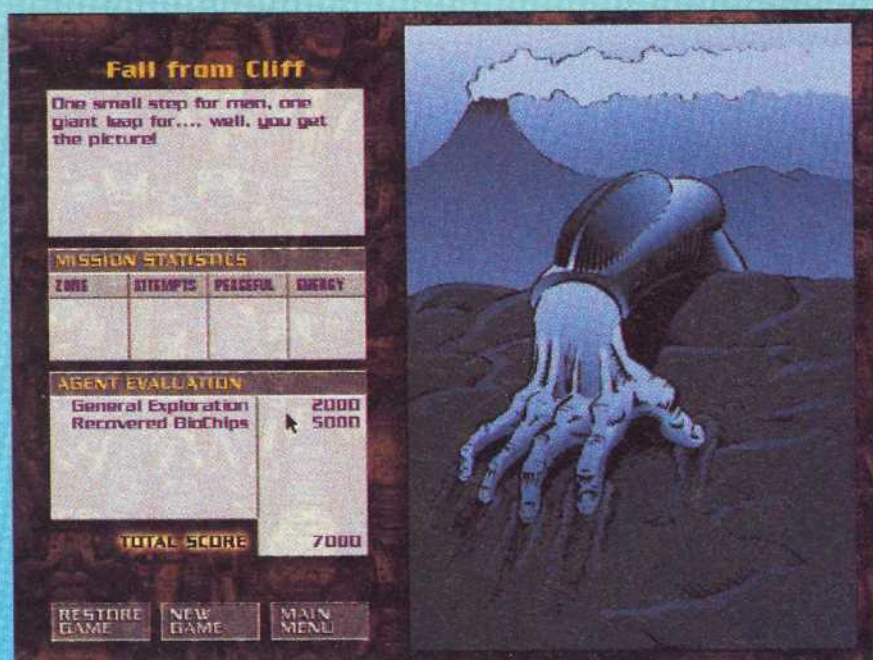 Fall from Cliff
One small step for man, one
giant leap for.... well, you get
the picture!
MISSION STATISTICS
ZONE ATTEMPTS PEACEFUL ENERGY
AGENT EVALUATION
General Exploration 2000
Recovered BioChips 5000
TOTAL SCORE 7000
RESTORE GAME
NEW GAME
MAIN MENU